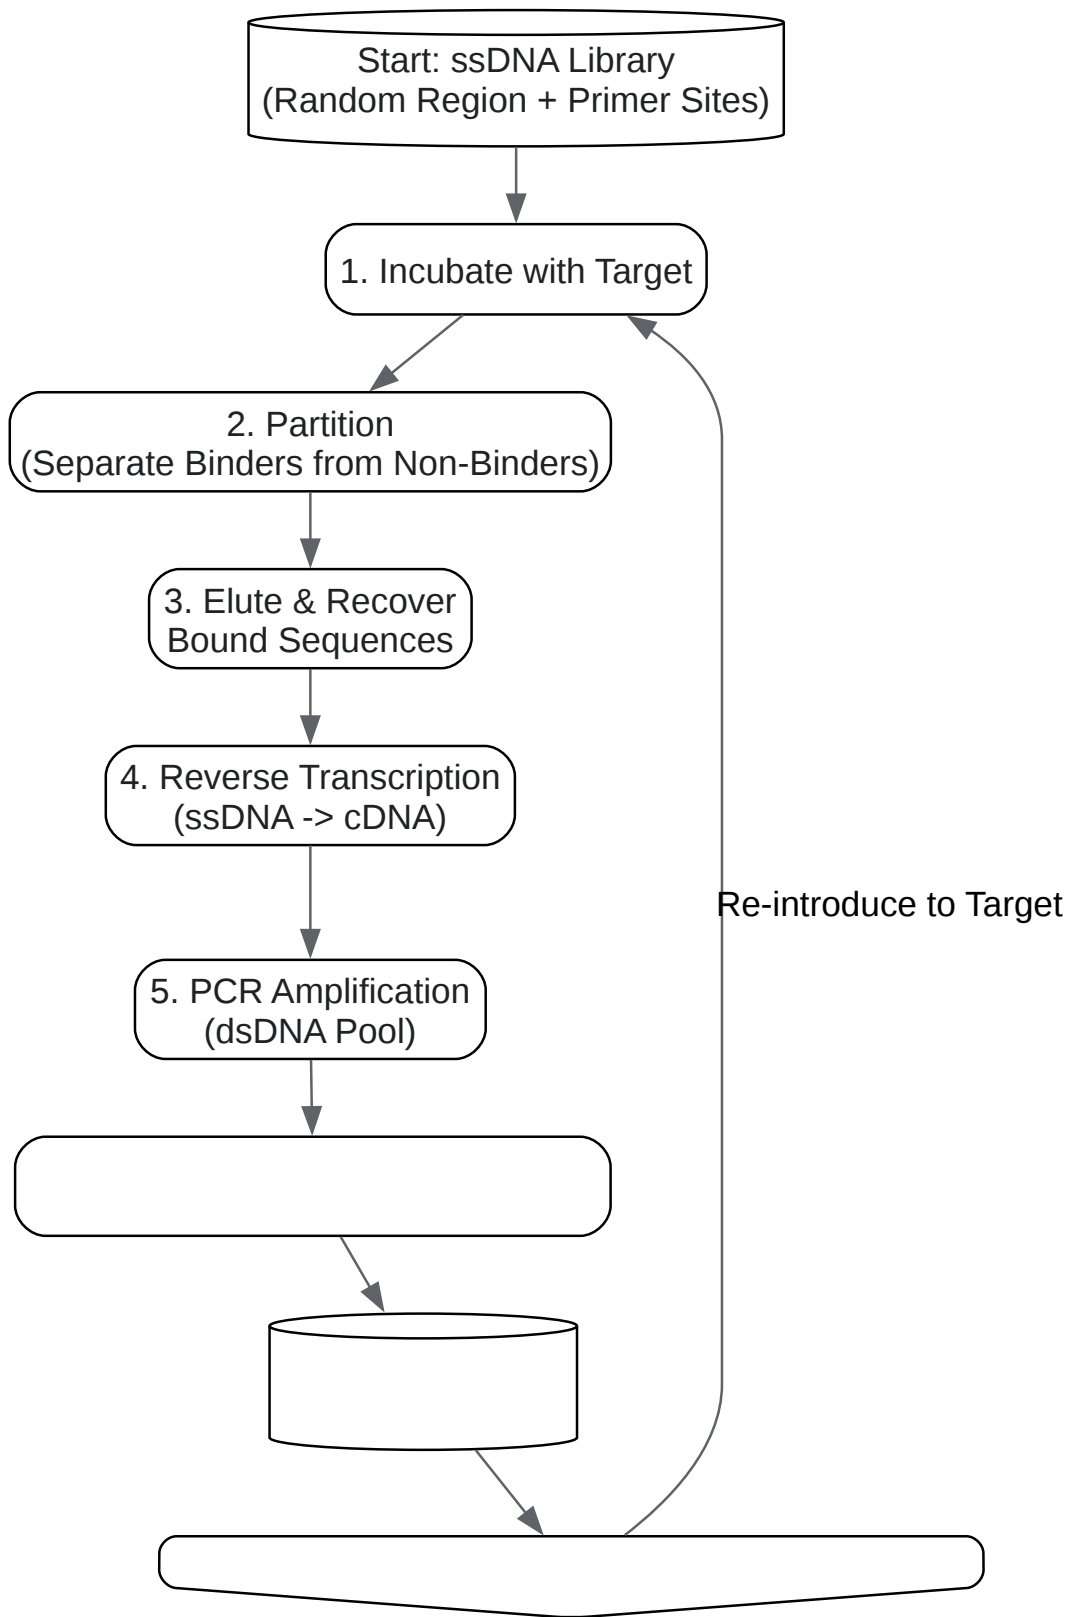 Start: ssDNA Library
(Random Region + Primer Sites)
1. Incubate with Target
2. Partition
(Separate Binders from Non-Binders)
3. Elute & Recover
Bound Sequences
4. Reverse Transcription
(ssDNA -> cDNA)
Re-introduce to Target
5. PCR Amplification
(dsDNA Pool)